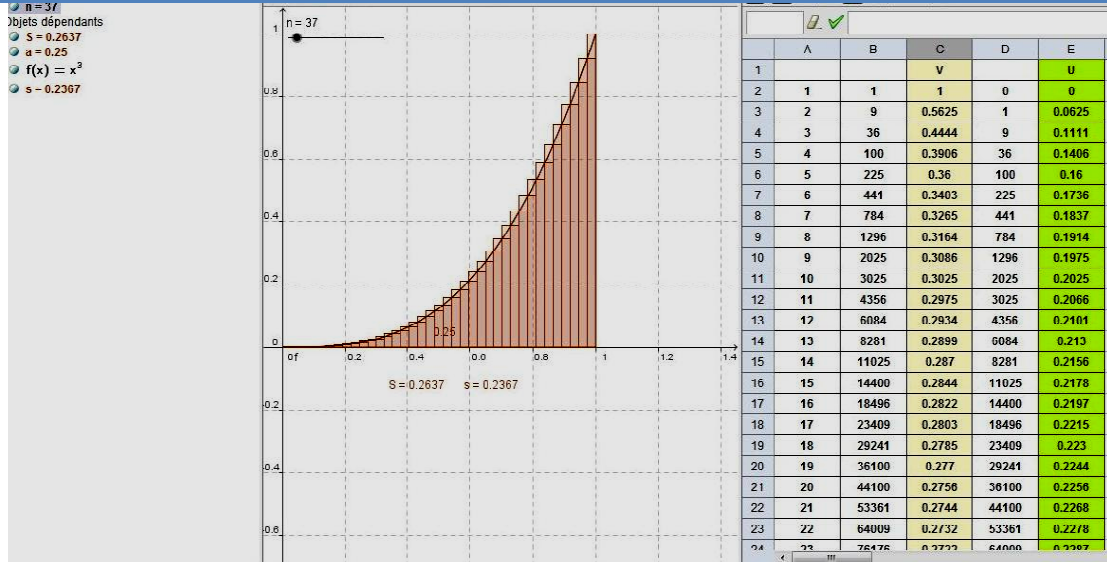 n = 37
Objets dépendants
S = 0.2637
a = 0.25
f(x) = x³
s = 0.2367
n = 37
1
0.8
0.6
0.4
0.2
0
0.25
0f 0.2 0.4 0.6 0.8 1 1.2 1.4
S = 0.2637 s = 0.2367
-0.2
-0.4
-0.6
A B C D E
1 V U
2 1 1 1 0 0
3 2 9 0.5625 1 0.0625
4 3 36 0.4444 9 0.1111
5 4 100 0.3906 36 0.1406
6 5 225 0.36 100 0.16
7 6 441 0.3403 225 0.1736
8 7 784 0.3265 441 0.1837
9 8 1296 0.3164 784 0.1914
10 9 2025 0.3086 1296 0.1975
11 10 3025 0.3025 2025 0.2025
12 11 4356 0.2975 3025 0.2066
13 12 6084 0.2934 4356 0.2101
14 13 8281 0.2899 6084 0.213
15 14 11025 0.287 8281 0.2156
16 15 14400 0.2844 11025 0.2178
17 16 18496 0.2822 14400 0.2197
18 17 23409 0.2803 18496 0.2215
19 18 29241 0.2785 23409 0.223
20 19 36100 0.277 29241 0.2244
21 20 44100 0.2756 36100 0.2256
22 21 53361 0.2744 44100 0.2268
23 22 64009 0.2732 53361 0.2278
24 23 76176 0.2722 64009 0.2287